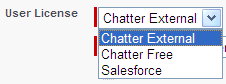 User License Chatter External
Chatter External
Chatter Free
Salesforce